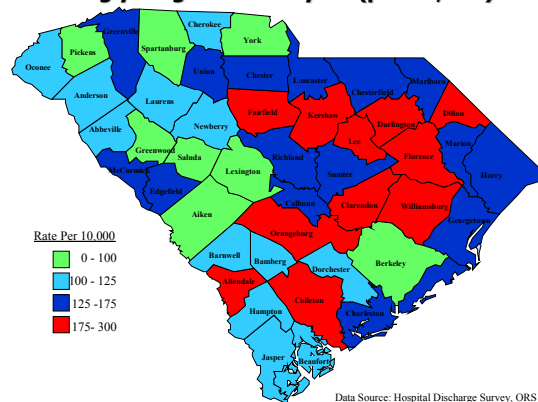 Cherokee
Greenville
York
Spartanburg
Pickens
Oconee
Union
Chester
Lancaster
Marlboro
Chesterfield
Anderson
Laurens
Dillon
Fairfield
Kershaw
Darlington
Abbeville
Newberry
Lee
Marion
Greenwood
Florence
Saluda
Richland
McCormick
Lexington
Sumter
Horry
Edgefield
Calhoun
Clarendon
Williamsburg
Aiken
Georgetown
Orangeburg
Rate Per 10,000
Barnwell
Bamberg
Dorchester
Berkeley
0 - 100
100 - 125
Allendale
Colleton
125 -175
Hampton
Charleston
175- 300
Jasper
Beaufort
Data Source: Hospital Discharge Survey, ORS